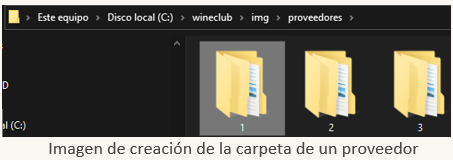 Este equipo > Disco local (C:) > wineclub > img > proveedores >
D
al (C:)
1 2 3
Imagen de creación de la carpeta de un proveedor